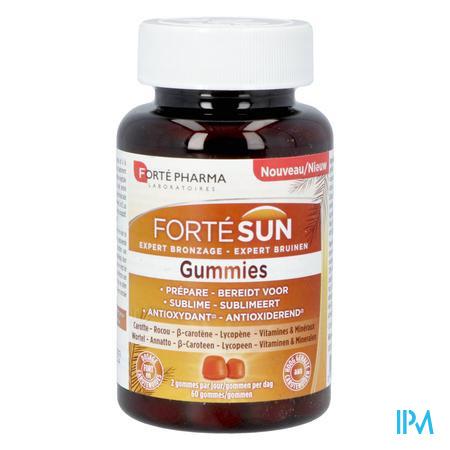 FORTÉ PHARMA
LABORATOIRES
Nouveau/Nieuw
FORTÉ SUN
EXPERT BRONZAGE - EXPERT BRUINEN
Gummies
• PRÉPARE - BEREIDT VOOR
• SUBLIME - SUBLIMEERT
• ANTIOXYDANT - ANTIOXIDEREND
Carotte - Rocou - β-carotène - Lycopène - Vitamines & Minéraux
Wortel - Annatto - β-Caroteen - Lycopeen - Vitaminen & Mineralen
2 gommes par jour/gommen per dag
60 gommes/gommen
IPM